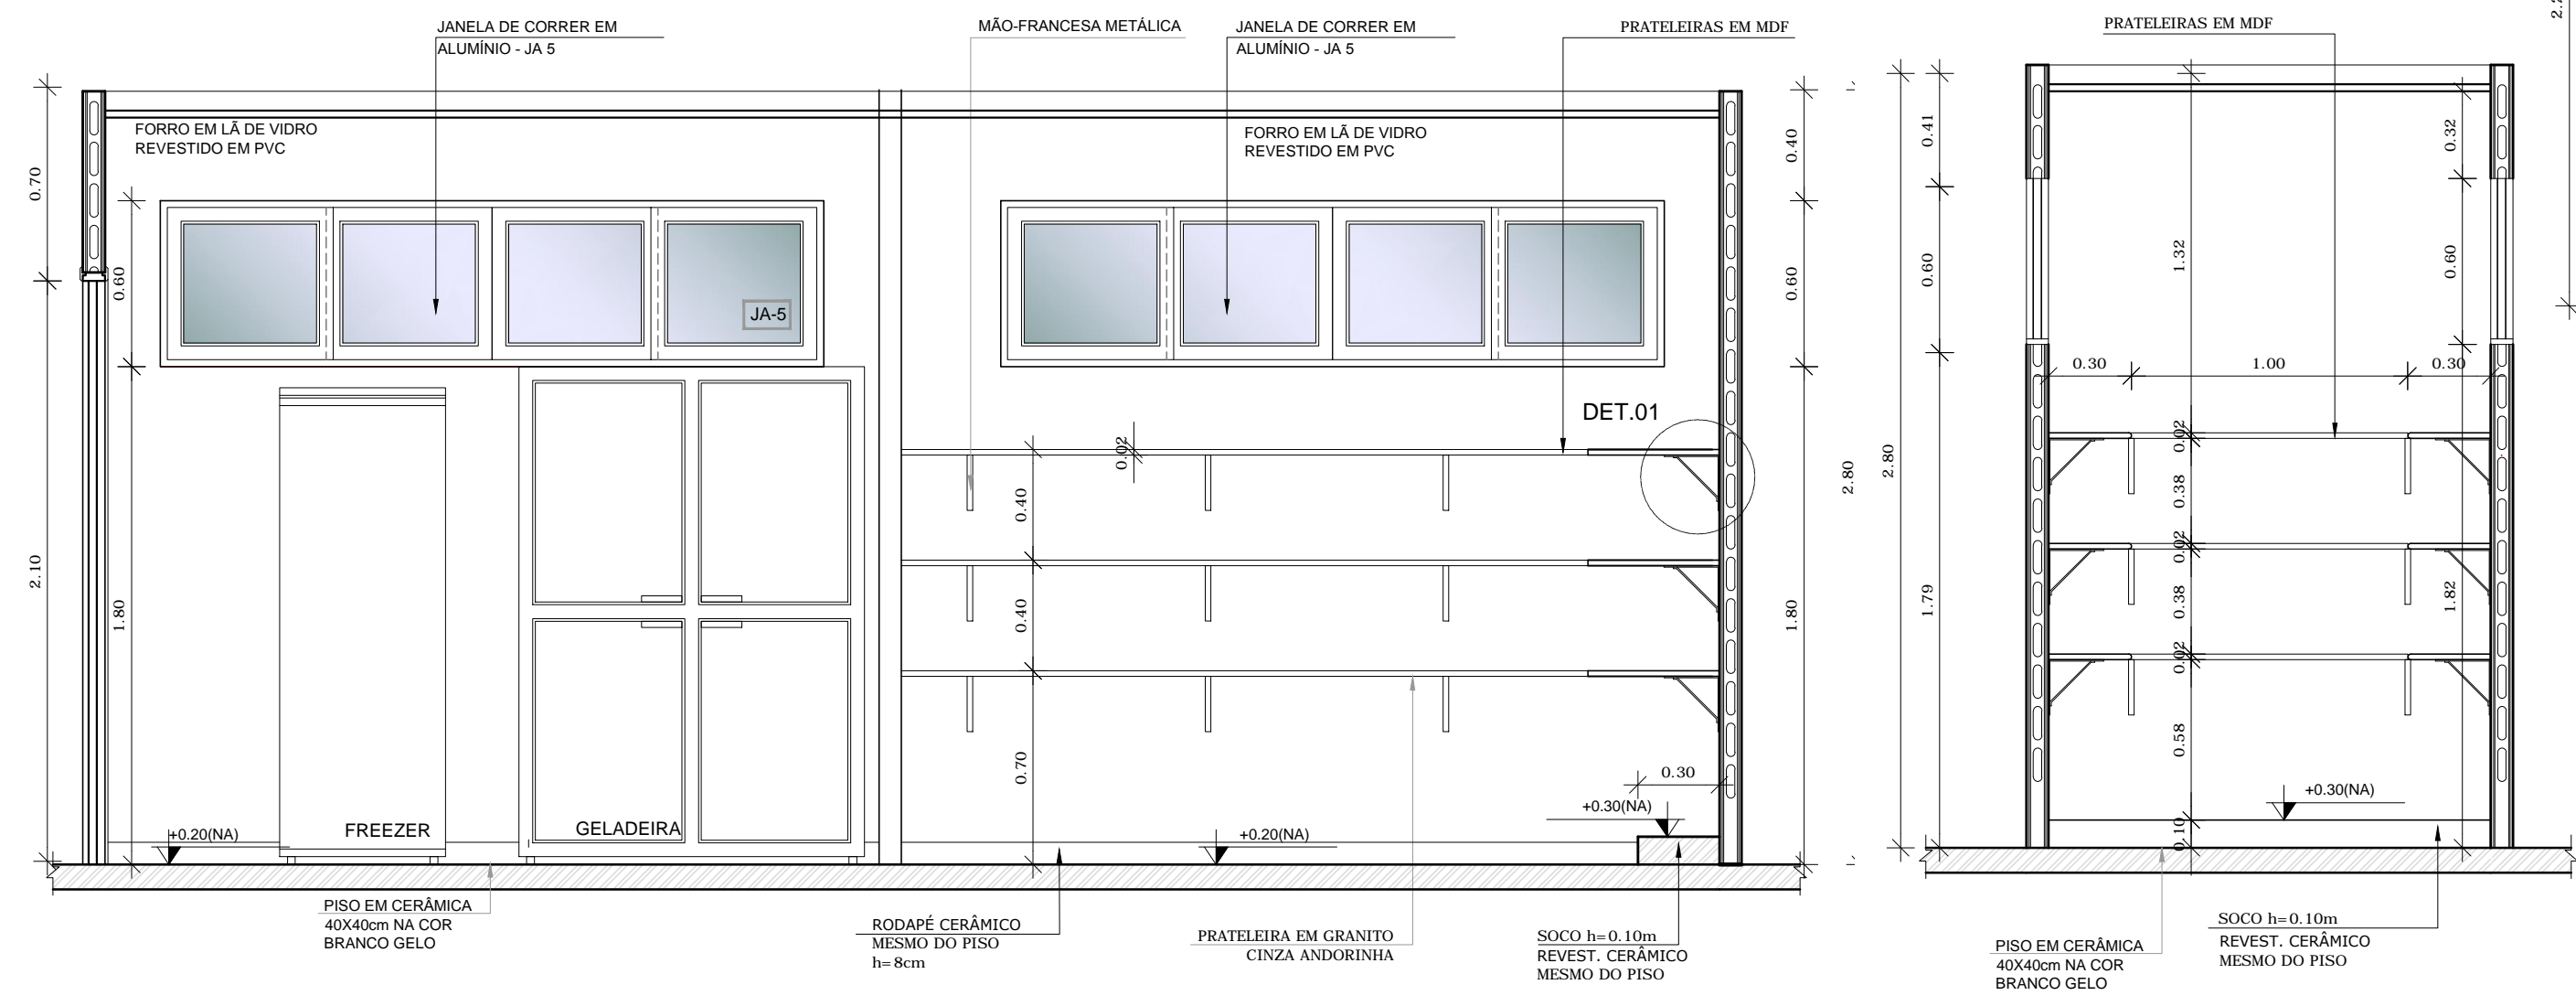 JANELA DE CORRER EM
ALUMÍNIO - JA 5
MÃO-FRANCESA METÁLICA
JANELA DE CORRER EM
ALUMÍNIO - JA 5
PRATELEIRAS EM MDF
PRATELEIRAS EM MDF
FORRO EM LÃ DE VIDRO
REVESTIDO EM PVC
FORRO EM LÃ DE VIDRO
REVESTIDO EM PVC
0.70
2.10
0.60
1.80
JA-5
FREEZER
GELADEIRA
+0.20(NA)
DET.01
0.02
0.40
0.40
0.70
0.30
+0.30(NA)
+0.20(NA)
0.40
0.60
1.80
2.80
2.80
0.41
0.60
1.79
1.32
0.32
0.60
1.82
0.30
1.00
0.30
0.02
0.38
0.02
0.38
0.02
0.58
0.10
+0.30(NA)
PISO EM CERÂMICA
40X40cm NA COR
BRANCO GELO
RODAPÉ CERÂMICO
MESMO DO PISO
h=8cm
PRATELEIRA EM GRANITO
CINZA ANDORINHA
SOCO h=0.10m
REVEST. CERÂMICO
MESMO DO PISO
PISO EM CERÂMICA
40X40cm NA COR
BRANCO GELO
SOCO h=0.10m
REVEST. CERÂMICO
MESMO DO PISO